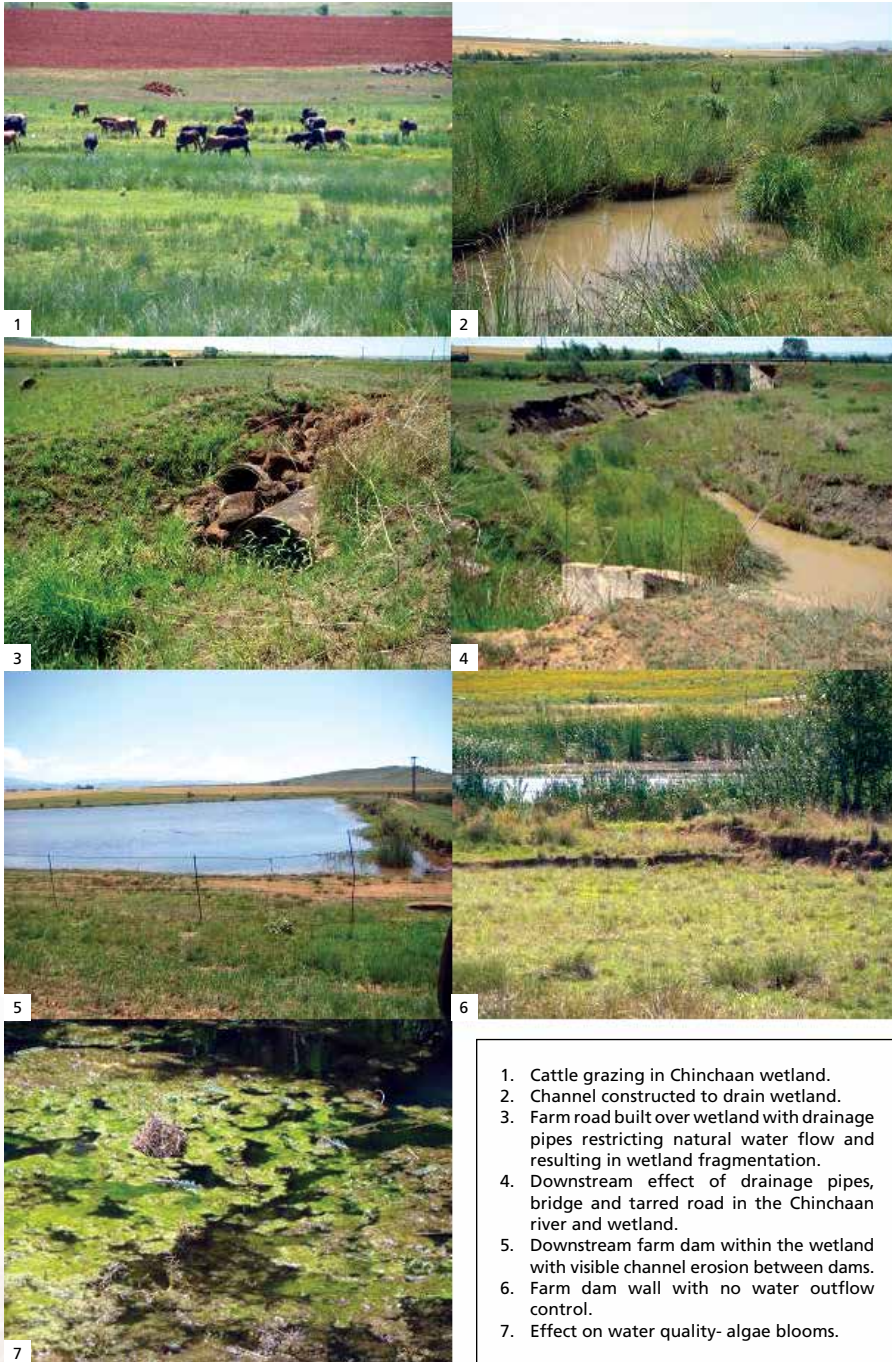 1
2
3
4
5
6
7
1. Cattle grazing in Chinchaan wetland.
2. Channel constructed to drain wetland.
3. Farm road built over wetland with drainage
pipes restricting natural water flow and
resulting in wetland fragmentation.
4. Downstream effect of drainage pipes,
bridge and tarred road in the Chinchaan
river and wetland.
5. Downstream farm dam within the wetland
with visible channel erosion between dams.
6. Farm dam wall with no water outflow
control.
7. Effect on water quality- algae blooms.